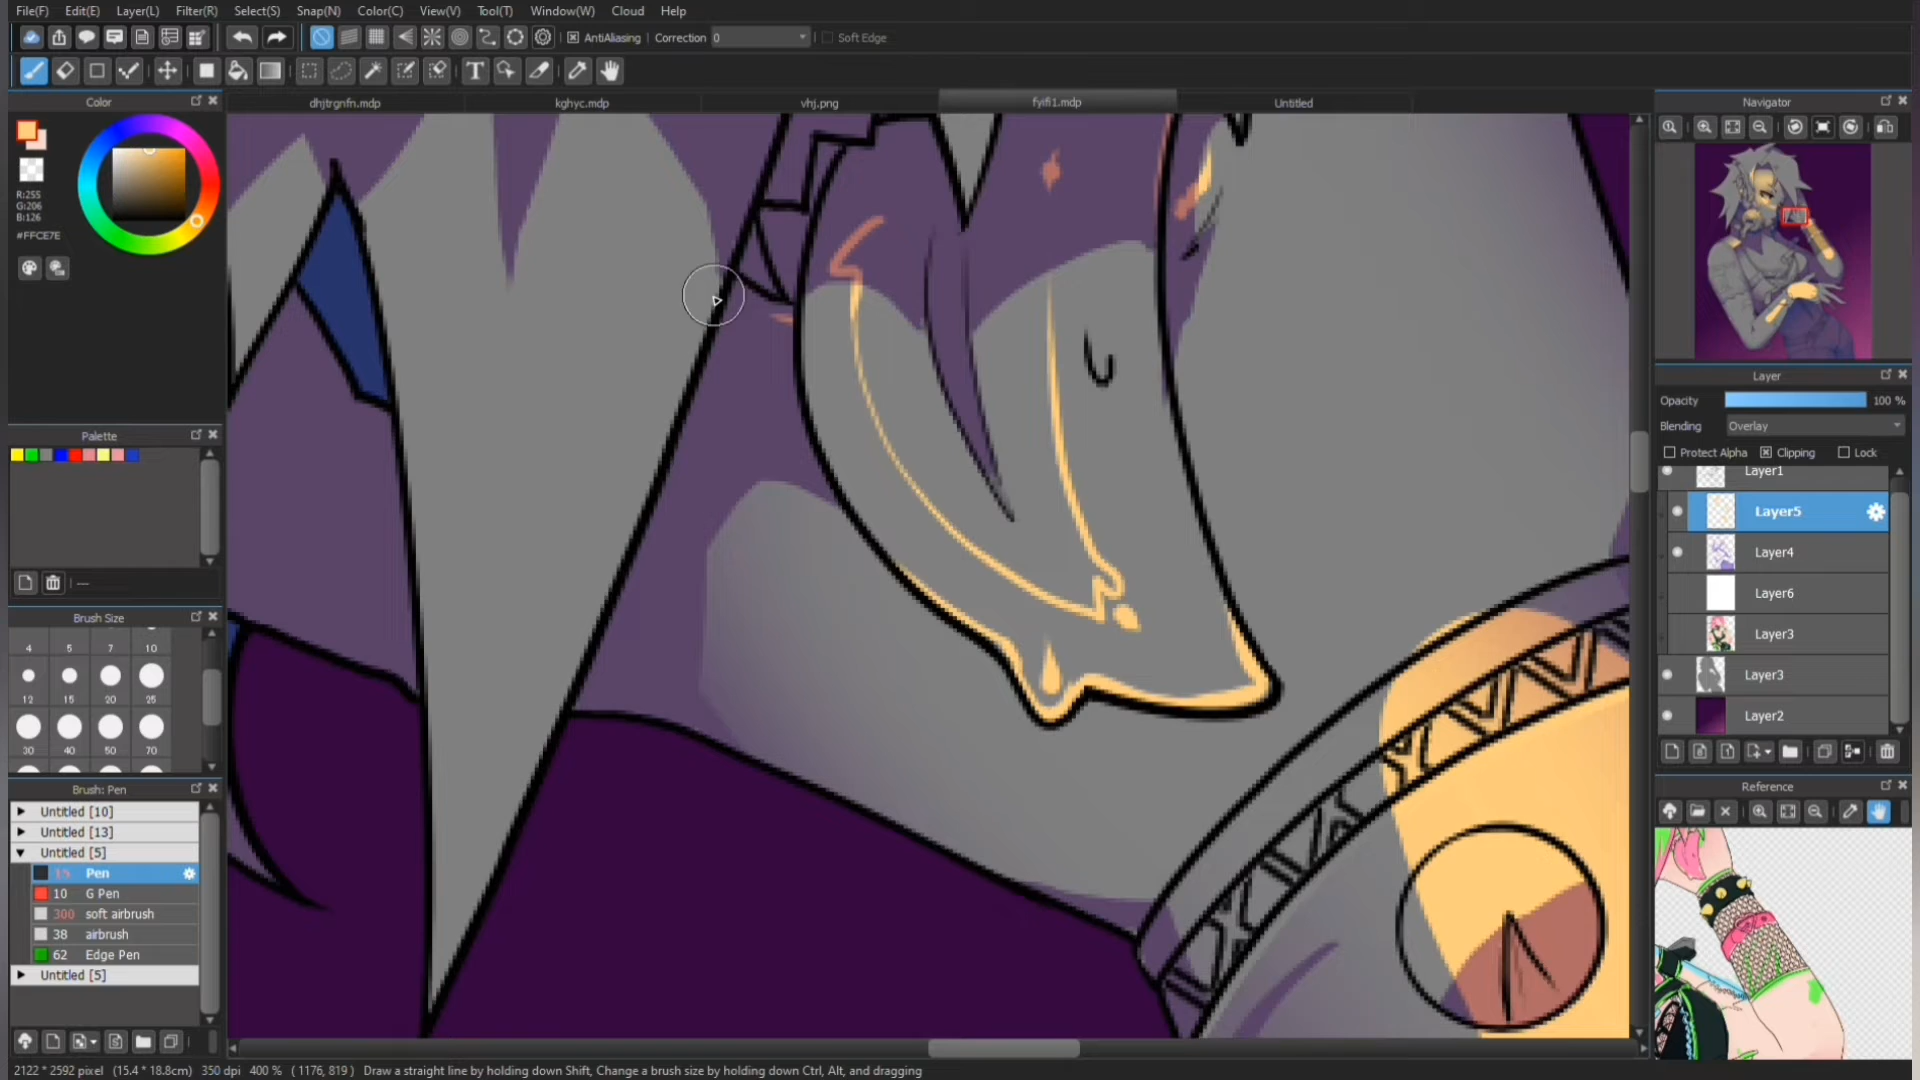 File(F) Edit(E) Layer(L) Filter(R) Select(S) Snap(N) Color(C) View(V) Tool(T) Window(W) Cloud Help
AntiAliasing Correction 0 Soft Edge
T
Color
dhjtrgnfn.mdp kghyc.mdp vhj.png fyifi1.mdp Untitled
Navigator
R:255
G:206
B:126
#FFCE7E
Layer
Opacity 100 %
Blending Overlay
Protect Alpha Clipping Lock
Layer1
Layer5
Layer4
Layer6
Layer3
Layer3
Layer2
Palette
---
Brush Size
4 5 7 10
12 15 20 25
30 40 50 70
Brush: Pen
Untitled [10]
Untitled [13]
Untitled [5]
15 Pen
10 G Pen
300 soft airbrush
38 airbrush
62 Edge Pen
Untitled [5]
Reference
2122 * 2592 pixel (15.4 * 18.8cm) 350 dpi 400 % ( 1176, 819 ) Draw a straight line by holding down Shift, Change a brush size by holding down Ctrl, Alt, and dragging